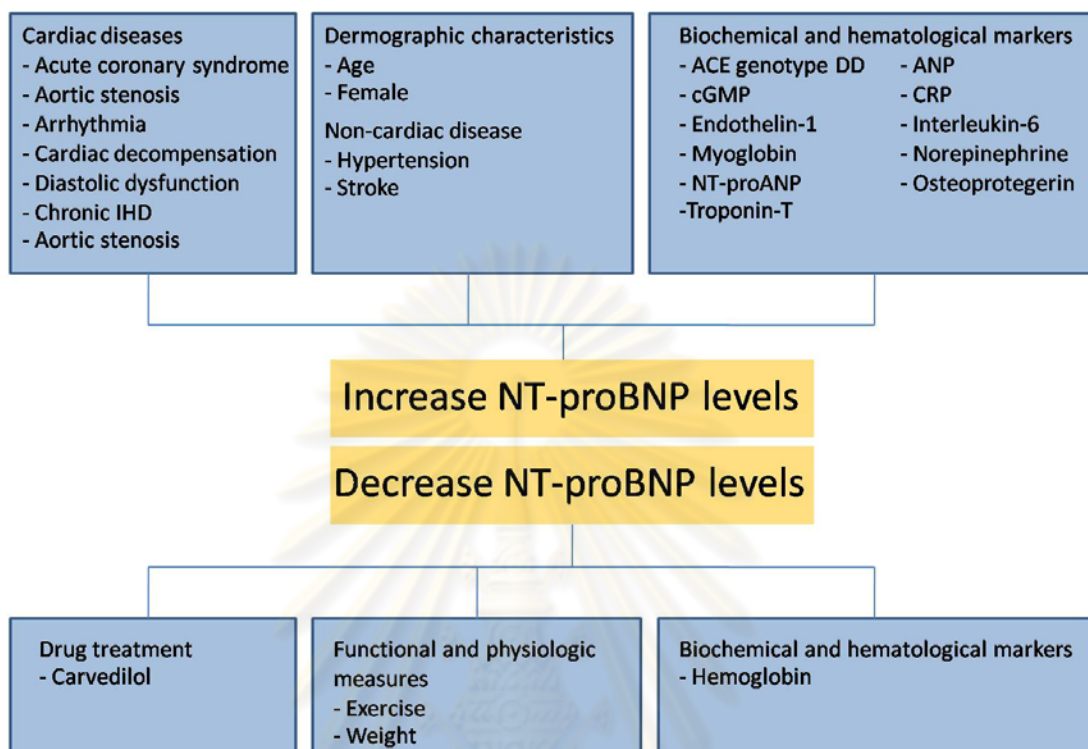 Cardiac diseases
- Acute coronary syndrome
- Aortic stenosis
- Arrhythmia
- Cardiac decompensation
- Diastolic dysfunction
- Chronic IHD
- Aortic stenosis
Dermographic characteristics
- Age
- Female
Non-cardiac disease
- Hypertension
- Stroke
Biochemical and hematological markers
- ACE genotype DD
- cGMP
- Endothelin-1
- Myoglobin
- NT-proANP
-Troponin-T
- ANP
- CRP
- Interleukin-6
- Norepinephrine
- Osteoprotegerin
Increase NT-proBNP levels
Decrease NT-proBNP levels
Drug treatment
- Carvedilol
Functional and physiologic
measures
- Exercise
- Weight
Biochemical and hematological markers
- Hemoglobin